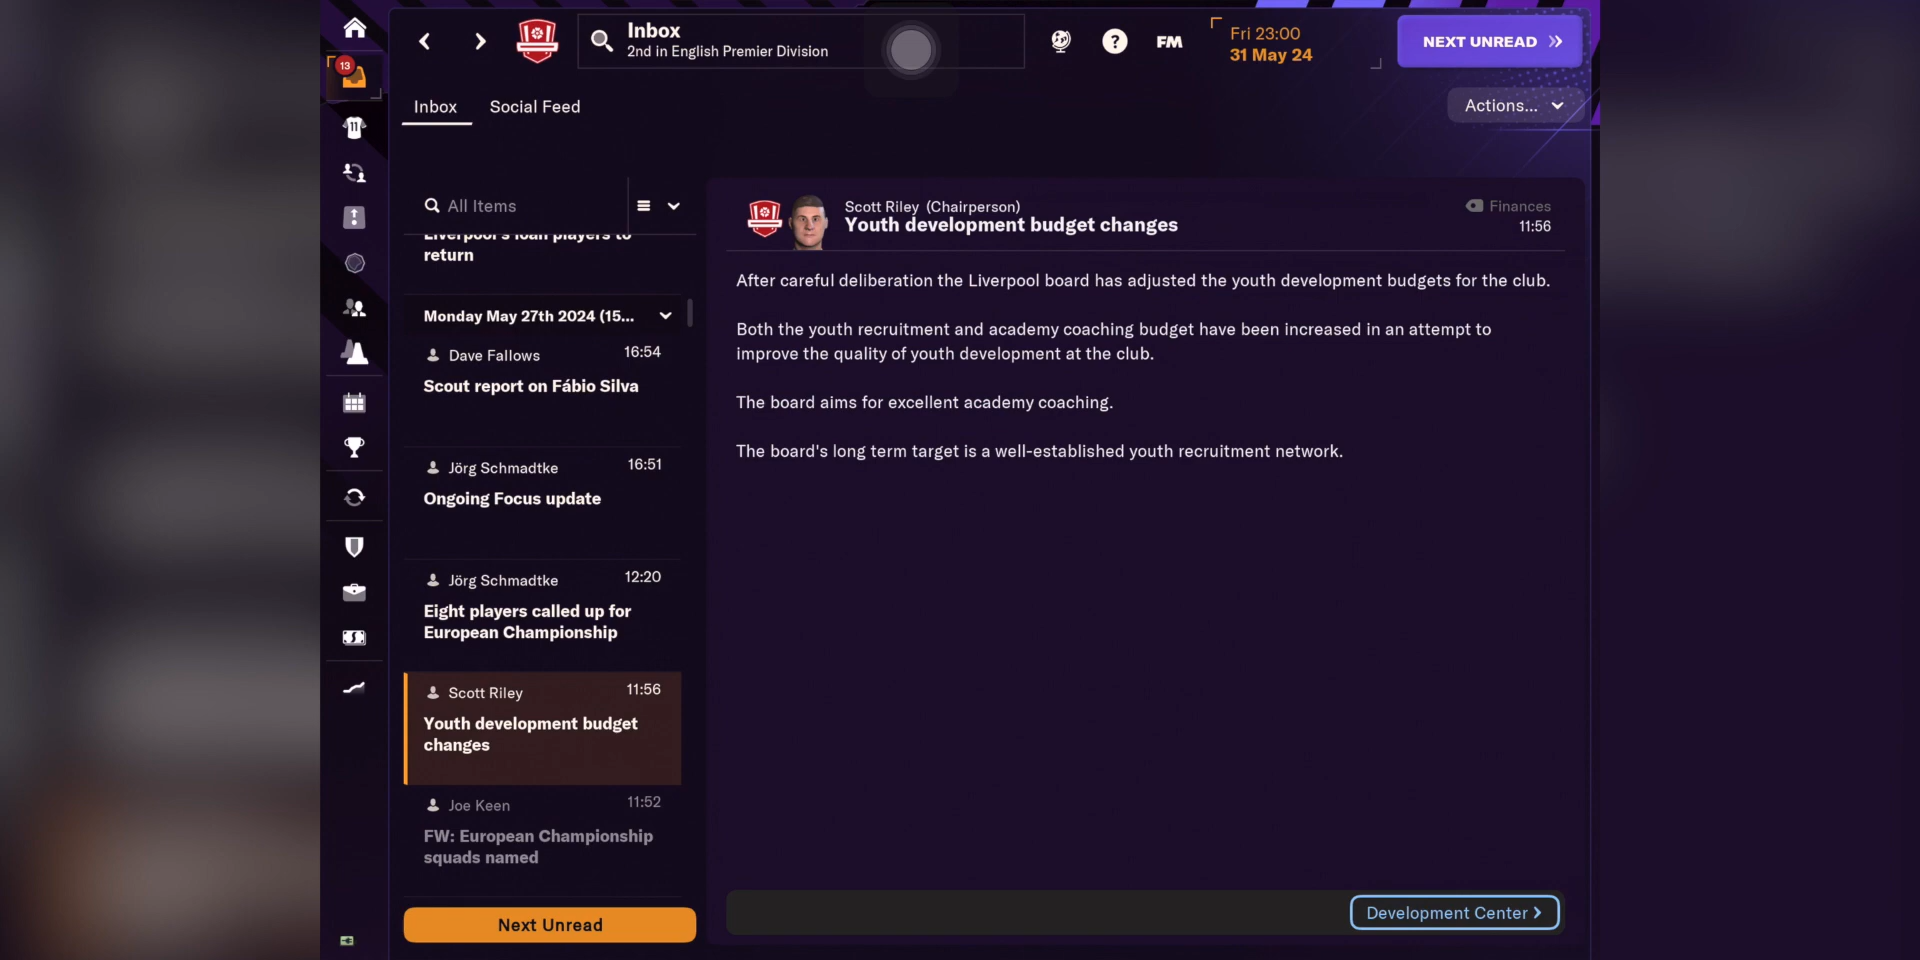 Inbox
2nd in English Premier Division
FM
Fri 23:00
31 May 24
NEXT UNREAD
13
11
Inbox
Social Feed
Actions...
All Items
Liverpool's loan players to
return
Monday May 27th 2024 (15...
Dave Fallows
16:54
Scout report on Fábio Silva
Jörg Schmadtke
16:51
Ongoing Focus update
Jörg Schmadtke
12:20
Eight players called up for
European Championship
Scott Riley
11:56
Youth development budget
changes
Joe Keen
11:52
FW: European Championship
squads named
Next Unread
Scott Riley (Chairperson)
Youth development budget changes
Finances
11:56
After careful deliberation the Liverpool board has adjusted the youth development budgets for the club.
Both the youth recruitment and academy coaching budget have been increased in an attempt to
improve the quality of youth development at the club.
The board aims for excellent academy coaching.
The board's long term target is a well-established youth recruitment network.
Development Center